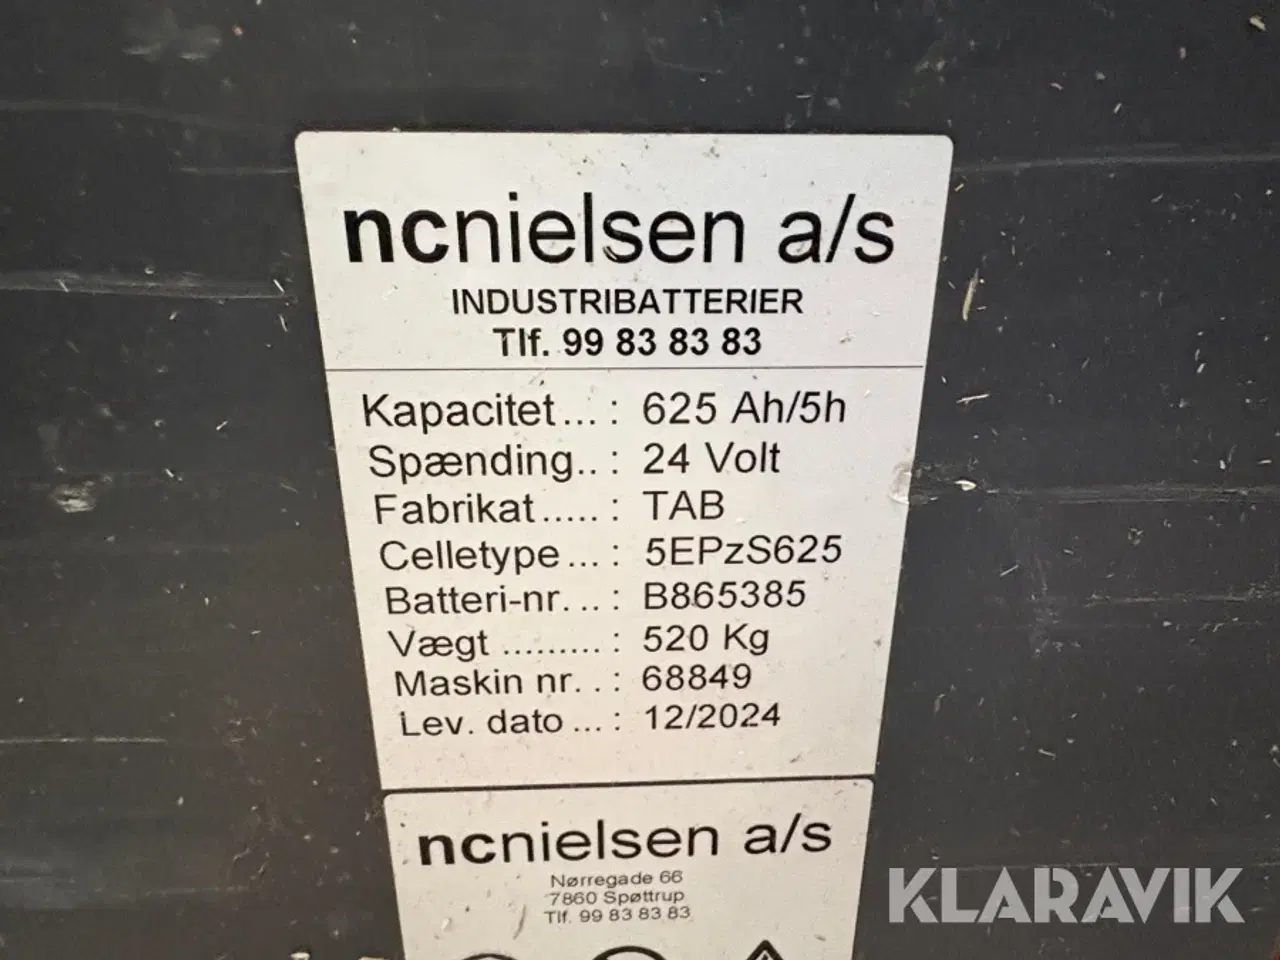 ncnielsen a/s
INDUSTRIBATTERIER
Tlf. 99 83 83 83
Kapacitet... : 625 Ah/5h
Spænding.. : 24 Volt
Fabrikat..... : TAB
Celletype... : 5EPzS625
Batteri-nr. .. : B865385
Vægt ......... : 520 Kg
Maskin nr. . : 68849
Lev. dato ... : 12/2024
ncnielsen a/s
Nørregade 66
7860 Spøttrup
Tlf. 99 83 83 83
KLARAVIK